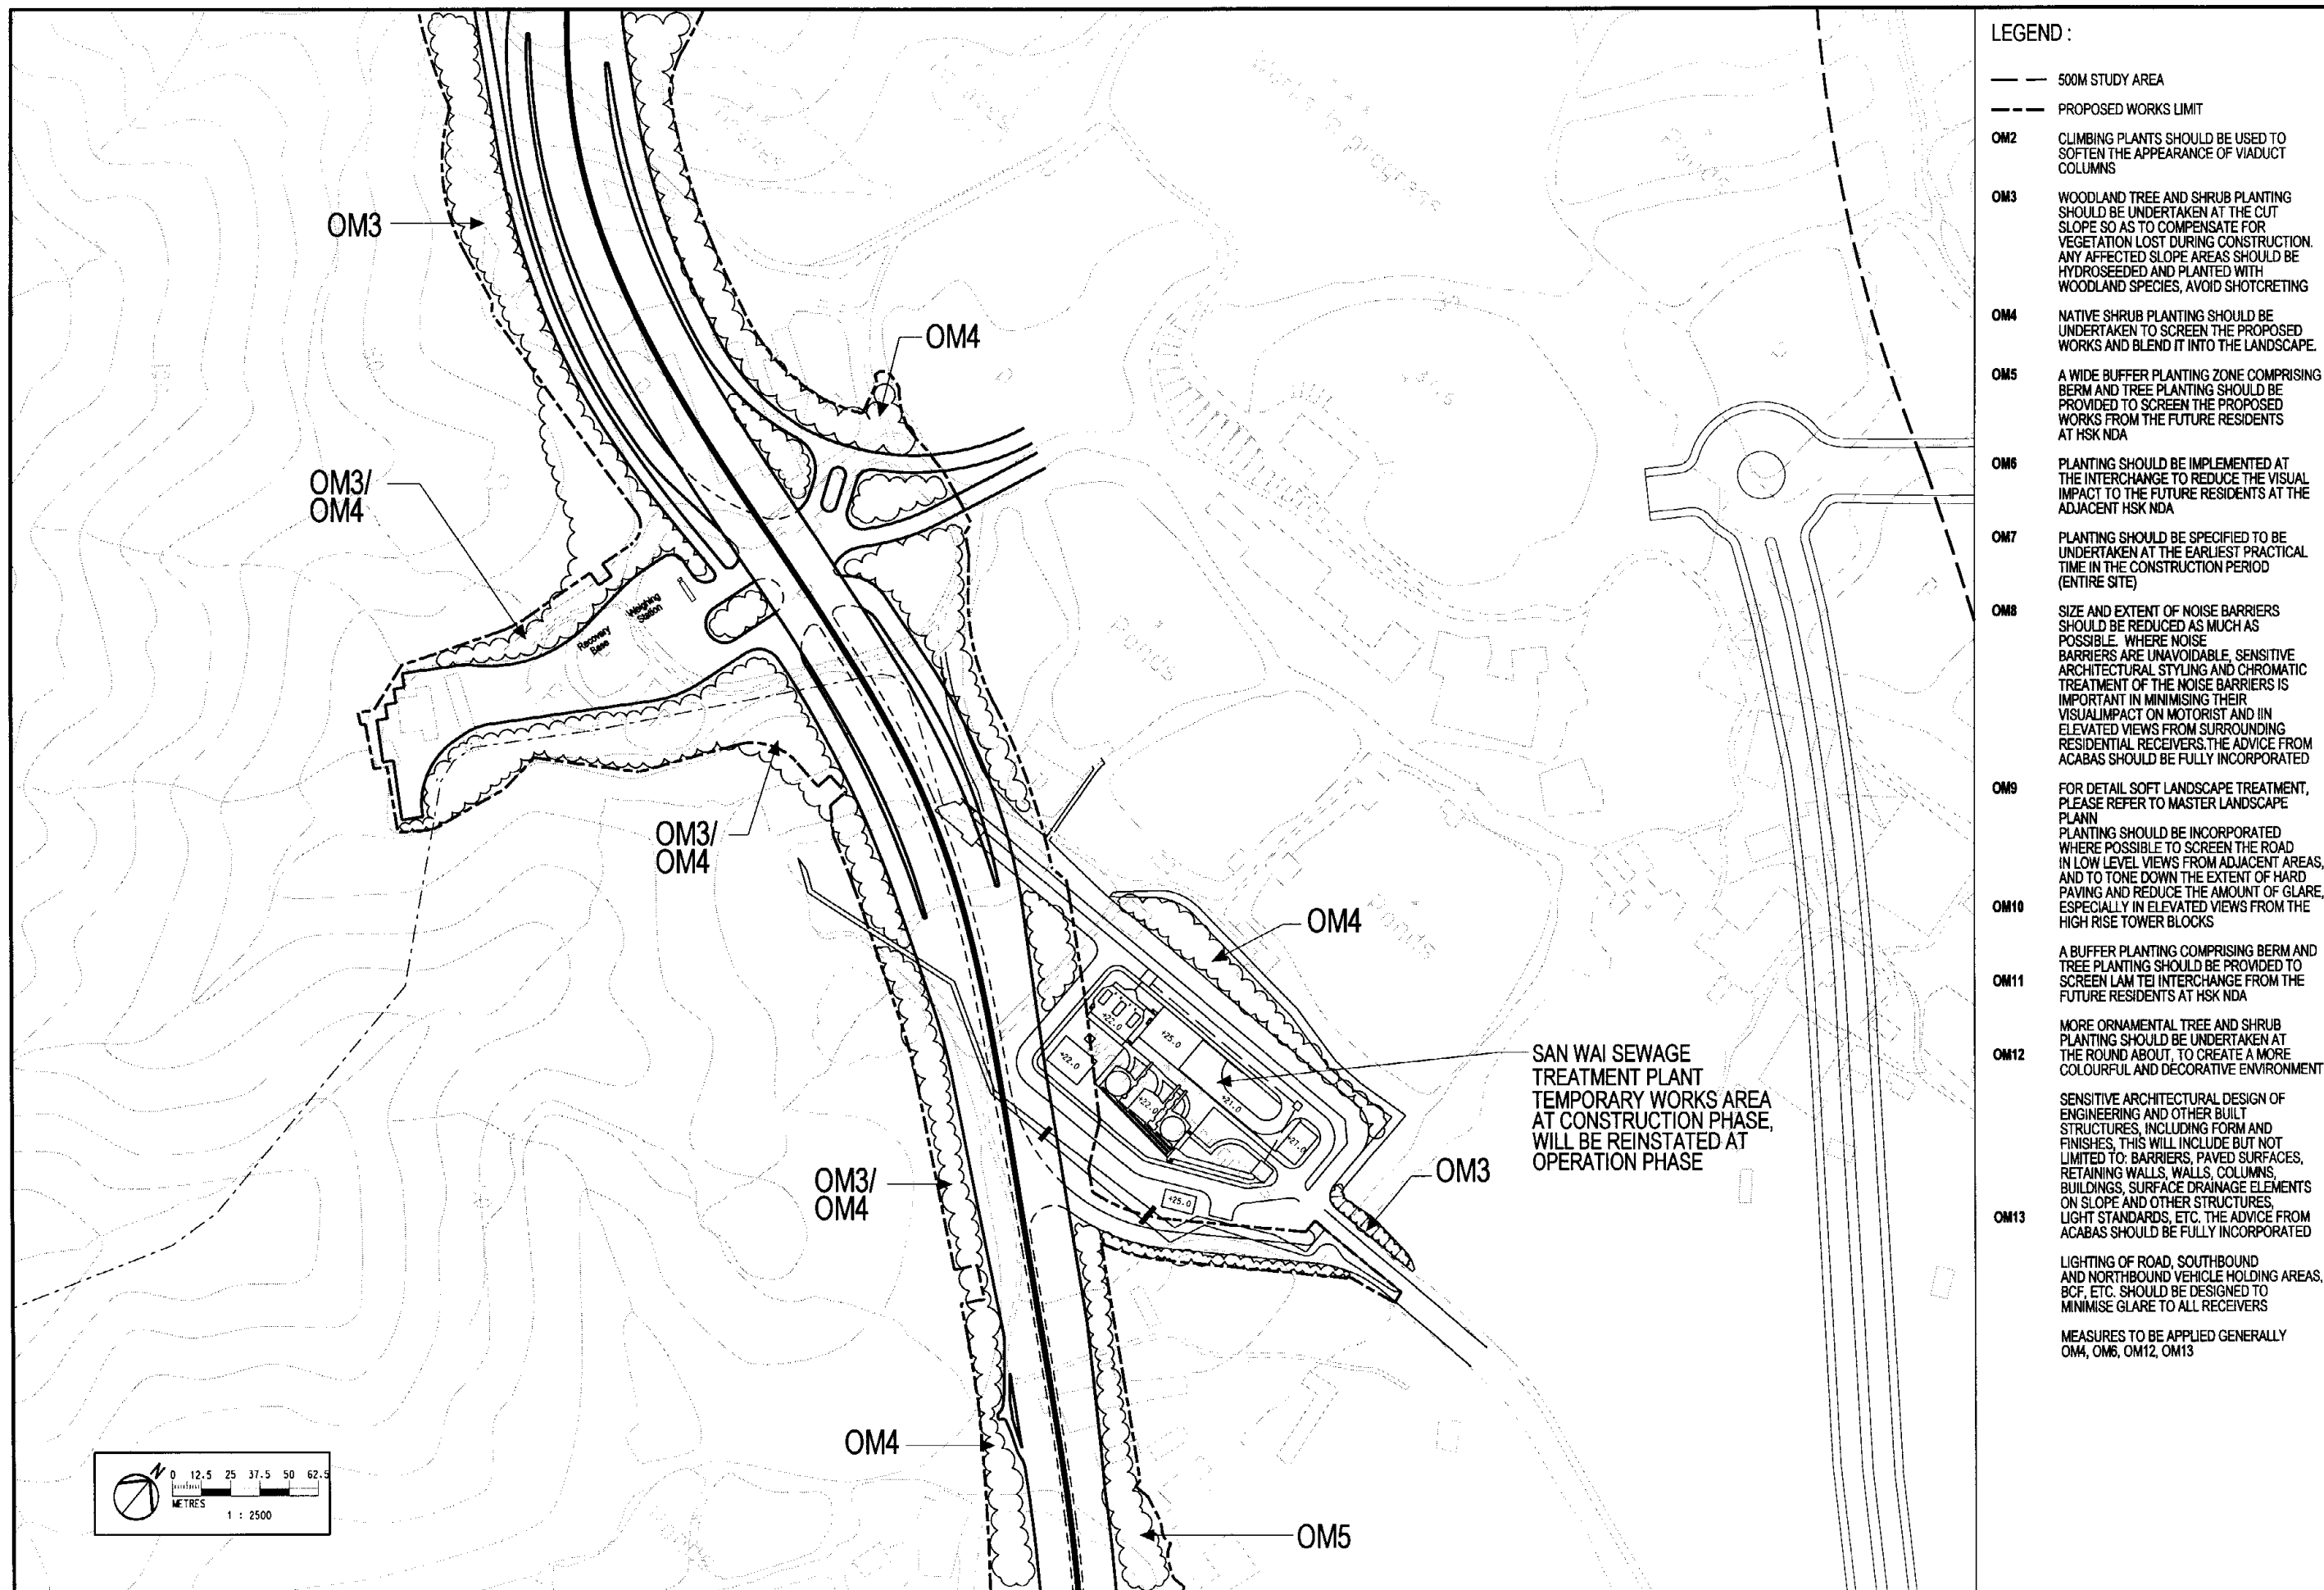 OM3
OM4
OM3/
OM4
Weighing
Station
Recovery
Base
Ponds
OM3/
OM4
OM4
Ponds
+22.0
+25.0
+22.0
+22.0
+21.0
+27.0
+25.0
SAN WAI SEWAGE
TREATMENT PLANT
TEMPORARY WORKS AREA
AT CONSTRUCTION PHASE,
WILL BE REINSTATED AT
OPERATION PHASE
OM3/
OM4
OM3
OM4
OM5
N
0 12.5 25 37.5 50 62.5
METRES
1 : 2500
LEGEND :
500M STUDY AREA
PROPOSED WORKS LIMIT
OM2 CLIMBING PLANTS SHOULD BE USED TO
SOFTEN THE APPEARANCE OF VIADUCT
COLUMNS
OM3 WOODLAND TREE AND SHRUB PLANTING
SHOULD BE UNDERTAKEN AT THE CUT
SLOPE SO AS TO COMPENSATE FOR
VEGETATION LOST DURING CONSTRUCTION.
ANY AFFECTED SLOPE AREAS SHOULD BE
HYDROSEEDED AND PLANTED WITH
WOODLAND SPECIES, AVOID SHOTCRETING
OM4 NATIVE SHRUB PLANTING SHOULD BE
UNDERTAKEN TO SCREEN THE PROPOSED
WORKS AND BLEND IT INTO THE LANDSCAPE.
OM5 A WIDE BUFFER PLANTING ZONE COMPRISING
BERM AND TREE PLANTING SHOULD BE
PROVIDED TO SCREEN THE PROPOSED
WORKS FROM THE FUTURE RESIDENTS
AT HSK NDA
OM6 PLANTING SHOULD BE IMPLEMENTED AT
THE INTERCHANGE TO REDUCE THE VISUAL
IMPACT TO THE FUTURE RESIDENTS AT THE
ADJACENT HSK NDA
OM7 PLANTING SHOULD BE SPECIFIED TO BE
UNDERTAKEN AT THE EARLIEST PRACTICAL
TIME IN THE CONSTRUCTION PERIOD
(ENTIRE SITE)
OM8 SIZE AND EXTENT OF NOISE BARRIERS
SHOULD BE REDUCED AS MUCH AS
POSSIBLE. WHERE NOISE
BARRIERS ARE UNAVOIDABLE, SENSITIVE
ARCHITECTURAL STYLING AND CHROMATIC
TREATMENT OF THE NOISE BARRIERS IS
IMPORTANT IN MINIMISING THEIR
VISUALIMPACT ON MOTORIST AND IIN
ELEVATED VIEWS FROM SURROUNDING
RESIDENTIAL RECEIVERS.THE ADVICE FROM
ACABAS SHOULD BE FULLY INCORPORATED
OM9 FOR DETAIL SOFT LANDSCAPE TREATMENT,
PLEASE REFER TO MASTER LANDSCAPE
PLANN
PLANTING SHOULD BE INCORPORATED
WHERE POSSIBLE TO SCREEN THE ROAD
IN LOW LEVEL VIEWS FROM ADJACENT AREAS,
AND TO TONE DOWN THE EXTENT OF HARD
PAVING AND REDUCE THE AMOUNT OF GLARE,
OM10 ESPECIALLY IN ELEVATED VIEWS FROM THE
HIGH RISE TOWER BLOCKS
A BUFFER PLANTING COMPRISING BERM AND
TREE PLANTING SHOULD BE PROVIDED TO
OM11 SCREEN LAM TEI INTERCHANGE FROM THE
FUTURE RESIDENTS AT HSK NDA
MORE ORNAMENTAL TREE AND SHRUB
PLANTING SHOULD BE UNDERTAKEN AT
OM12 THE ROUND ABOUT, TO CREATE A MORE
COLOURFUL AND DECORATIVE ENVIRONMENT
SENSITIVE ARCHITECTURAL DESIGN OF
ENGINEERING AND OTHER BUILT
STRUCTURES, INCLUDING FORM AND
FINISHES, THIS WILL INCLUDE BUT NOT
LIMITED TO: BARRIERS, PAVED SURFACES,
RETAINING WALLS, WALLS, COLUMNS,
BUILDINGS, SURFACE DRAINAGE ELEMENTS
ON SLOPE AND OTHER STRUCTURES,
OM13 LIGHT STANDARDS, ETC. THE ADVICE FROM
ACABAS SHOULD BE FULLY INCORPORATED
LIGHTING OF ROAD, SOUTHBOUND
AND NORTHBOUND VEHICLE HOLDING AREAS,
BCF, ETC. SHOULD BE DESIGNED TO
MINIMISE GLARE TO ALL RECEIVERS
MEASURES TO BE APPLIED GENERALLY
OM4, OM6, OM12, OM13